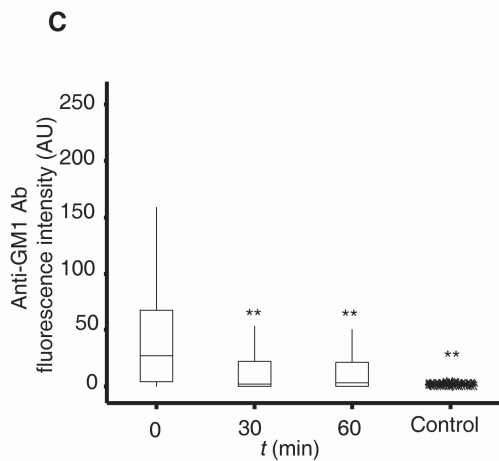 C
Anti-GM1 Ab
fluorescence intensity (AU)
250
200
150
100
50
0
**
**
**
0
30
60
Control
t (min)